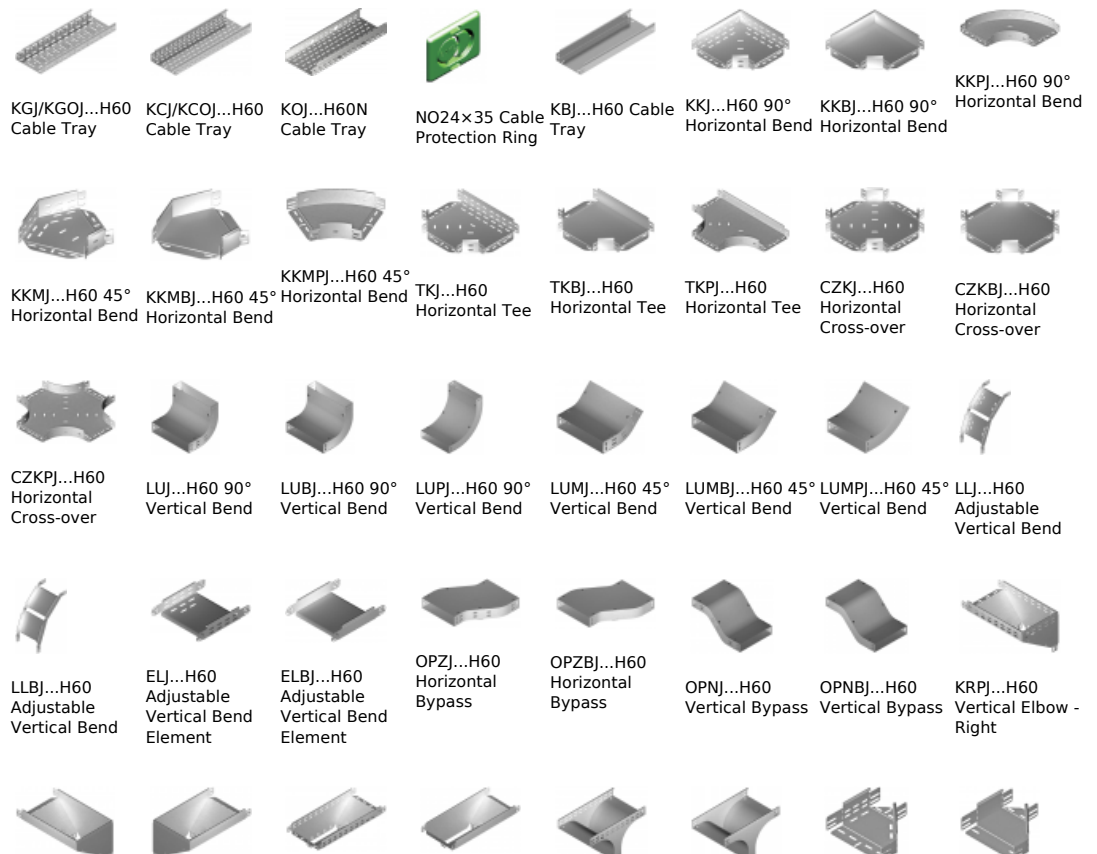 KGJ/KGOJ...H60
Cable Tray
KCJ/KCOJ...H60
Cable Tray
KOJ...H60N
Cable Tray
NO24×35 Cable
Protection Ring
KBJ...H60 Cable
Tray
KKJ...H60 90°
Horizontal Bend
KKBJ...H60 90°
Horizontal Bend
KKPJ...H60 90°
Horizontal Bend
KKMJ...H60 45°
Horizontal Bend
KKMBJ...H60 45°
Horizontal Bend
KKMPJ...H60 45°
Horizontal Bend
TKJ...H60
Horizontal Tee
TKBJ...H60
Horizontal Tee
TKPJ...H60
Horizontal Tee
CZKJ...H60
Horizontal
Cross-over
CZKBJ...H60
Horizontal
Cross-over
CZKPJ...H60
Horizontal
Cross-over
LUJ...H60 90°
Vertical Bend
LUBJ...H60 90°
Vertical Bend
LUPJ...H60 90°
Vertical Bend
LUMJ...H60 45°
Vertical Bend
LUMBJ...H60 45°
Vertical Bend
LUMPJ...H60 45°
Vertical Bend
LLJ...H60
Adjustable
Vertical Bend
LLBJ...H60
Adjustable
Vertical Bend
ELJ...H60
Adjustable
Vertical Bend
Element
ELBJ...H60
Adjustable
Vertical Bend
Element
OPZJ...H60
Horizontal
Bypass
OPZBJ...H60
Horizontal
Bypass
OPNJ...H60
Vertical Bypass
OPNBJ...H60
Vertical Bypass
KRPJ...H60
Vertical Elbow -
Right